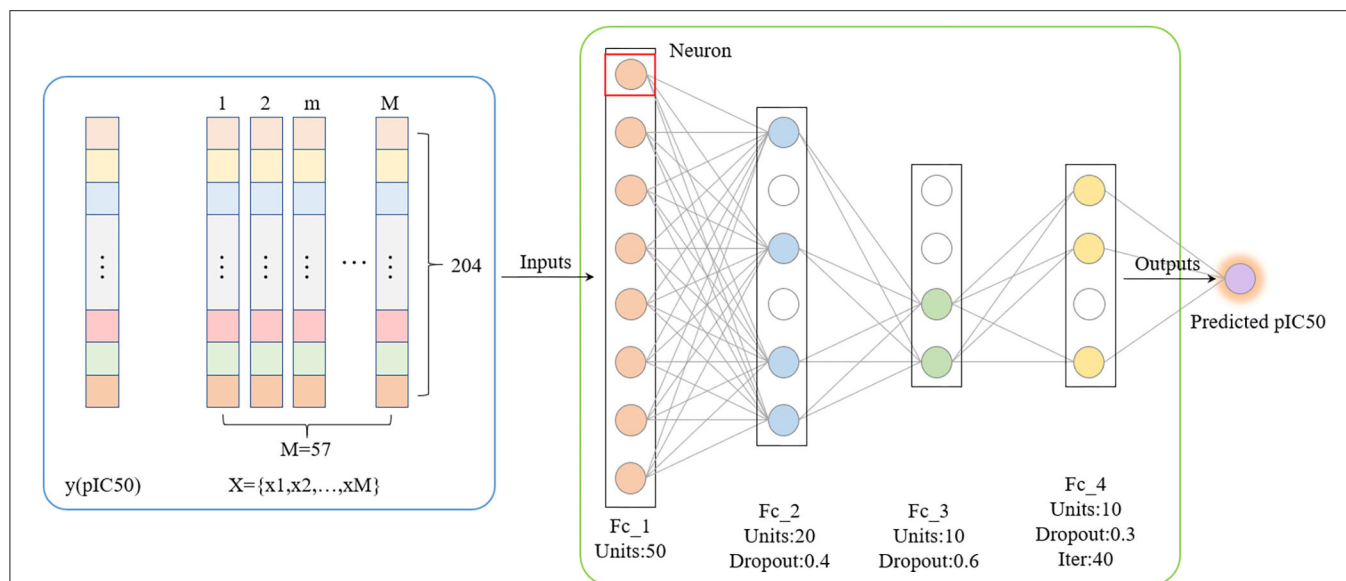 Neuron
1 2 m M
204
Inputs
Outputs
Predicted pIC50
M=57
y(pIC50)
X={x1,x2,...,xM}
Fc_1
Units:50
Fc_2
Units:20
Dropout:0.4
Fc_3
Units:10
Dropout:0.6
Fc_4
Units:10
Dropout:0.3
Iter:40